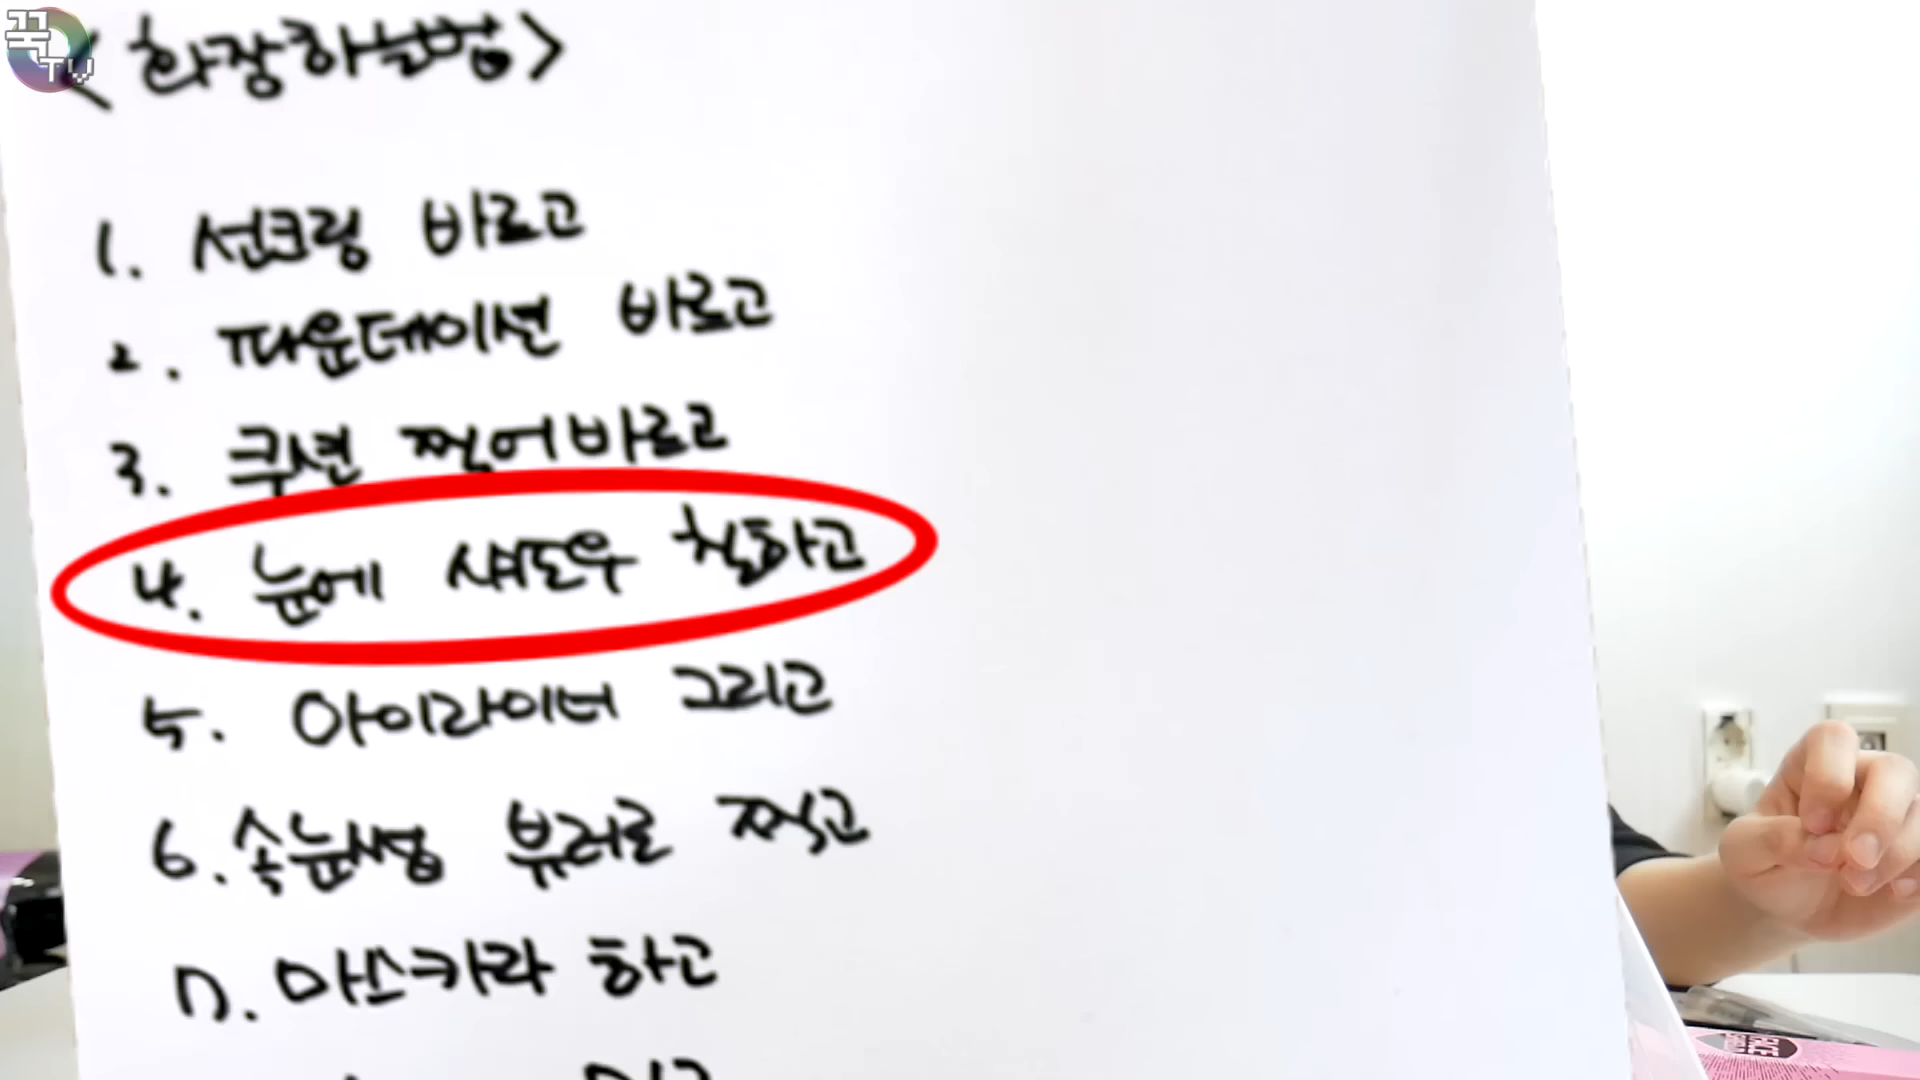 꾹TV
<화장하는법>
1. 선크링 바르고
2. 파운데이션 바르고
3. 쿠션 찍어바르고
4. 눈에 섀도우 칠하고
5. 아이라이너 그리고
6. 속눈썹 뷰러로 찍고
7. 마스카라 하고